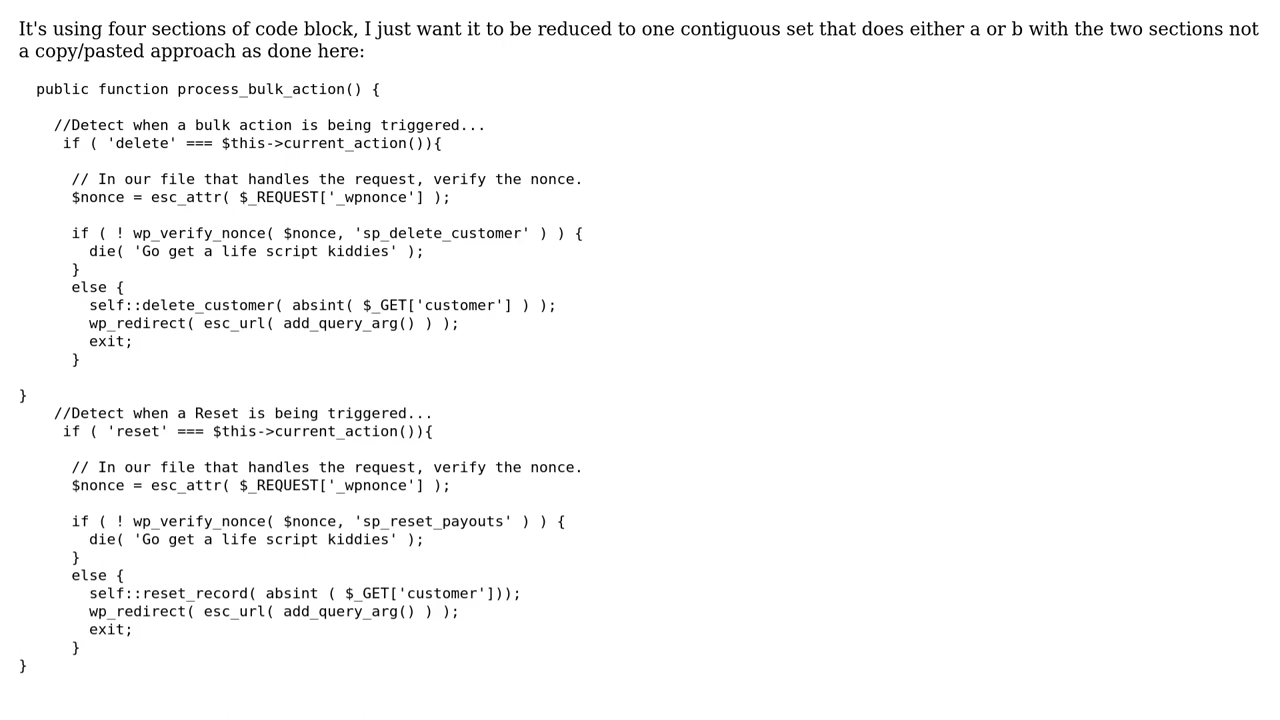 It's using four sections of code block, I just want it to be reduced to one contiguous set that does either a or b with the two sections not
a copy/pasted approach as done here:
public function process_bulk_action() {
//Detect when a bulk action is being triggered...
if ( 'delete' === $this->current_action()){
// In our file that handles the request, verify the nonce.
$nonce = esc_attr( $_REQUEST['_wpnonce'] );
if ( ! wp_verify_nonce( $nonce, 'sp_delete_customer' ) ) {
die( 'Go get a life script kiddies' );
}
else {
self::delete_customer( absint( $_GET['customer'] ) );
wp_redirect( esc_url( add_query_arg() ) );
exit;
}
}
//Detect when a Reset is being triggered...
if ( 'reset' === $this->current_action()){
// In our file that handles the request, verify the nonce.
$nonce = esc_attr( $_REQUEST['_wpnonce'] );
if ( ! wp_verify_nonce( $nonce, 'sp_reset_payouts' ) ) {
die( 'Go get a life script kiddies' );
}
else {
self::reset_record( absint ( $_GET['customer']));
wp_redirect( esc_url( add_query_arg() ) );
exit;
}
}